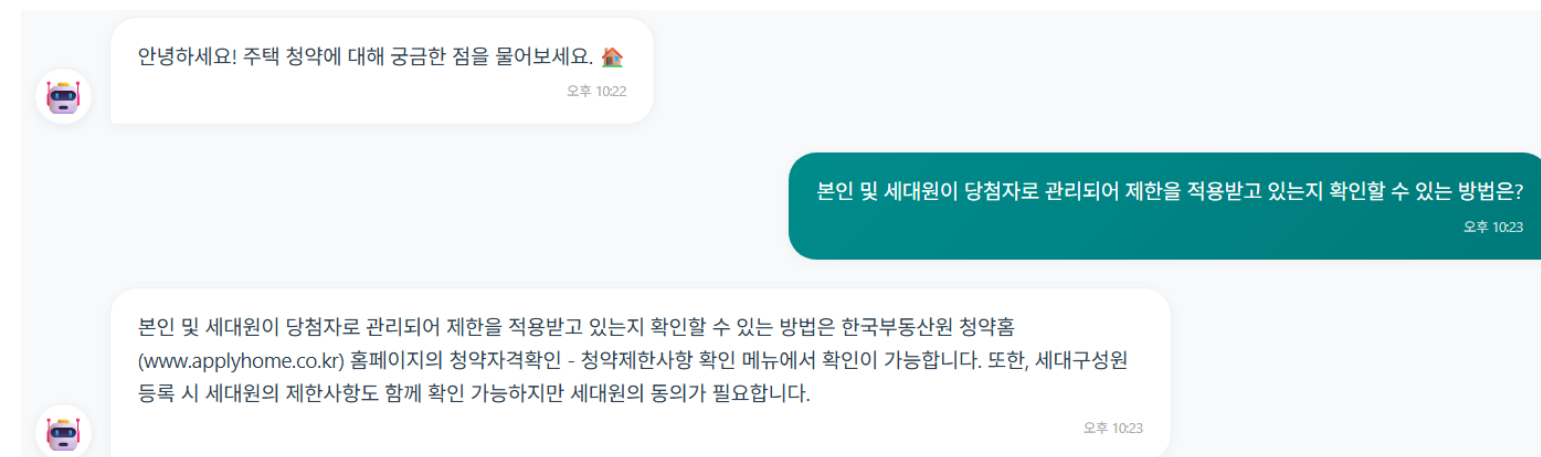 안녕하세요! 주택 청약에 대해 궁금한 점을 물어보세요. 🏠
오후 10:22
본인 및 세대원이 당첨자로 관리되어 제한을 적용받고 있는지 확인할 수 있는 방법은?
오후 10:23
본인 및 세대원이 당첨자로 관리되어 제한을 적용받고 있는지 확인할 수 있는 방법은 한국부동산원 청약홈
(www.applyhome.co.kr) 홈페이지의 청약자격확인 - 청약제한사항 확인 메뉴에서 확인이 가능합니다. 또한, 세대구성원
등록 시 세대원의 제한사항도 함께 확인 가능하지만 세대원의 동의가 필요합니다.
오후 10:23